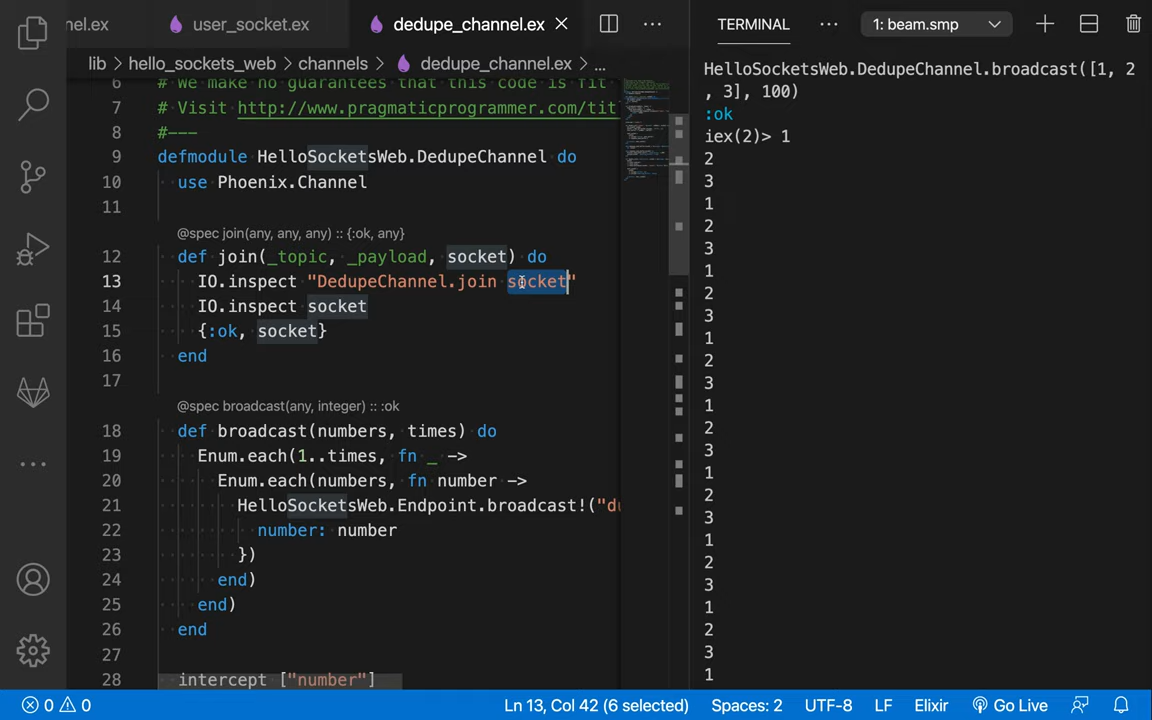 nel.ex user_socket.ex dedupe_channel.ex
lib > hello_sockets_web > channels > dedupe_channel.ex > ...
6 # We make no guarantees that this code is fit
7 # Visit http://www.pragmaticprogrammer.com/tit
8 #---
9 defmodule HelloSocketsWeb.DedupeChannel do
10 use Phoenix.Channel
11
@spec join(any, any, any) :: {:ok, any}
12 def join(_topic, _payload, socket) do
13 IO.inspect "DedupeChannel.join socket"
14 IO.inspect socket
15 {:ok, socket}
16 end
17
@spec broadcast(any, integer) :: :ok
18 def broadcast(numbers, times) do
19 Enum.each(1..times, fn _ ->
20 Enum.each(numbers, fn number ->
21 HelloSocketsWeb.Endpoint.broadcast!("du
22 number: number
23 })
24 end)
25 end)
26 end
27
28 intercept ["number"]
TERMINAL ... 1: beam.smp
HelloSocketsWeb.DedupeChannel.broadcast([1, 2
, 3], 100)
:ok
iex(2)> 1
2
3
1
2
3
1
2
3
1
2
3
1
2
3
1
2
3
1
2
3
1
2
3
1
0 0 Ln 13, Col 42 (6 selected) Spaces: 2 UTF-8 LF Elixir Go Live